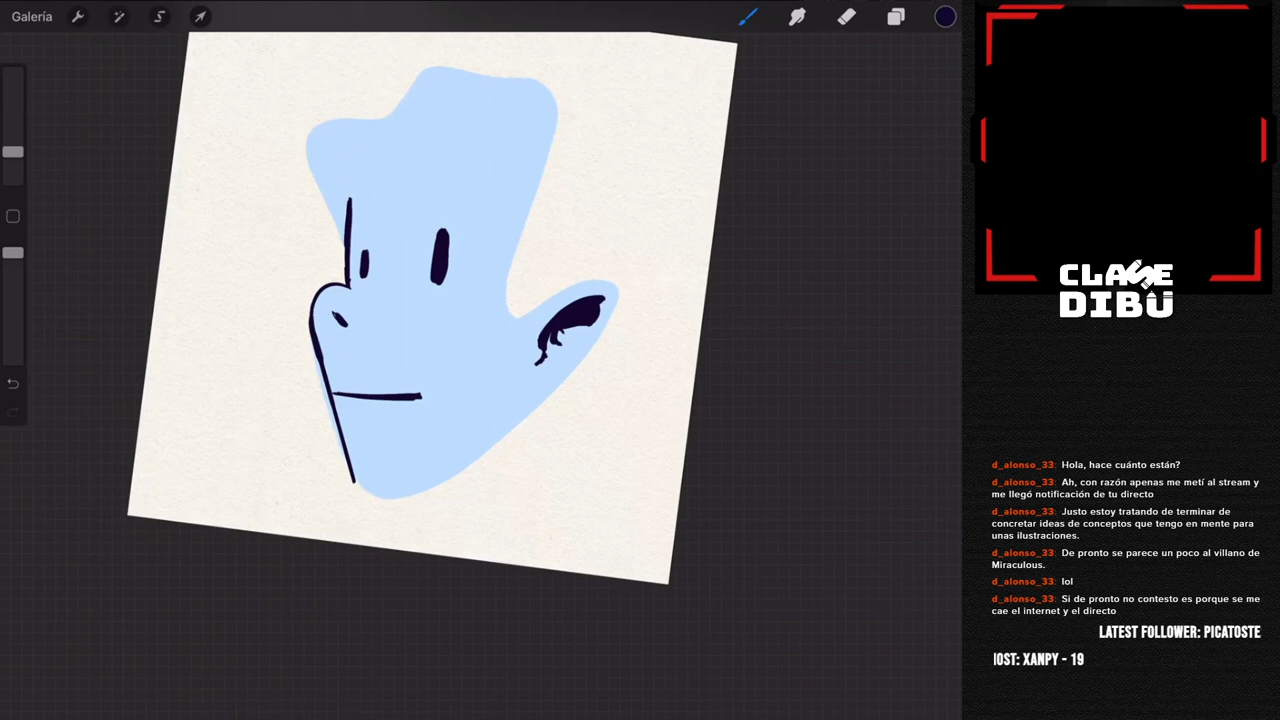 Galería
CLASE
DIBU
d_alonso_33: Hola, hace cuánto están?
d_alonso_33: Ah, con razón apenas me metí al stream y
me llegó notificación de tu directo
d_alonso_33: Justo estoy tratando de terminar de
concretar ideas de conceptos que tengo en mente para
unas ilustraciones.
d_alonso_33: De pronto se parece un poco al villano de
Miraculous.
d_alonso_33: lol
d_alonso_33: Si de pronto no contesto es porque se me
cae el internet y el directo
LATEST FOLLOWER: PICATOSTE
IOST: XANPY - 19